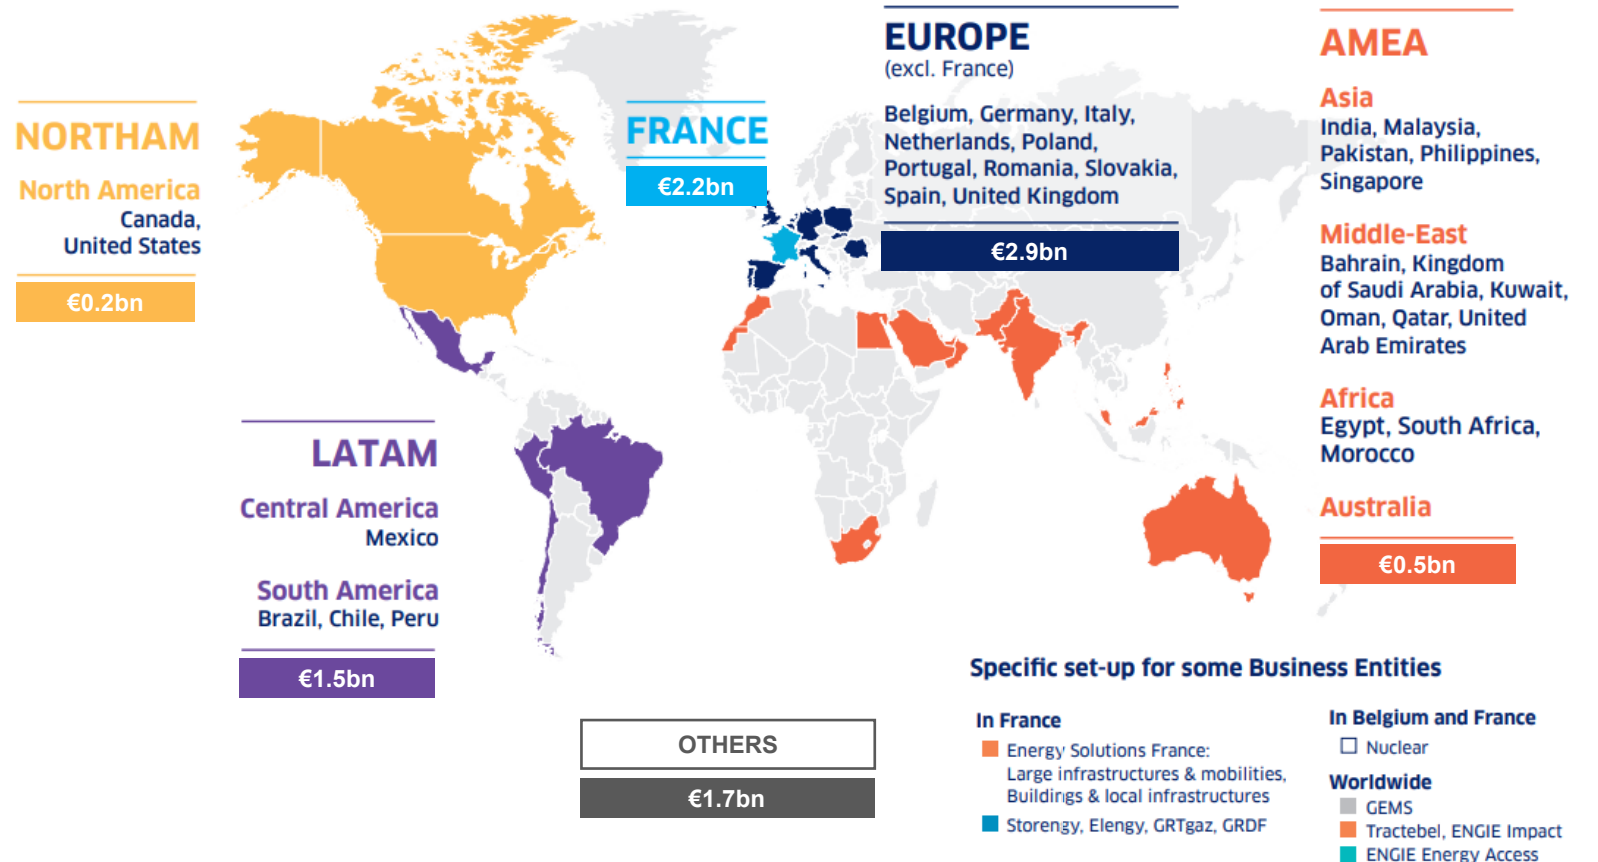 NORTHAM
North America
Canada,
United States
€0.2bn
LATAM
Central America
Mexico
South America
Brazil, Chile, Peru
€1.5bn
FRANCE
€2.2bn
EUROPE
(excl. France)
Belgium, Germany, Italy,
Netherlands, Poland,
Portugal, Romania, Slovakia,
Spain, United Kingdom
€2.9bn
AMEA
Asia
India, Malaysia,
Pakistan, Philippines,
Singapore
Middle-East
Bahrain, Kingdom
of Saudi Arabia, Kuwait,
Oman, Qatar, United
Arab Emirates
Africa
Egypt, South Africa,
Morocco
Australia
€0.5bn
OTHERS
€1.7bn
Specific set-up for some Business Entities
In France
Energy Solutions France:
Large infrastructures & mobilities,
Buildings & local infrastructures
Storengy, Elengy, GRTgaz, GRDF
In Belgium and France
Nuclear
Worldwide
GEMS
Tractebel, ENGIE Impact
ENGIE Energy Access